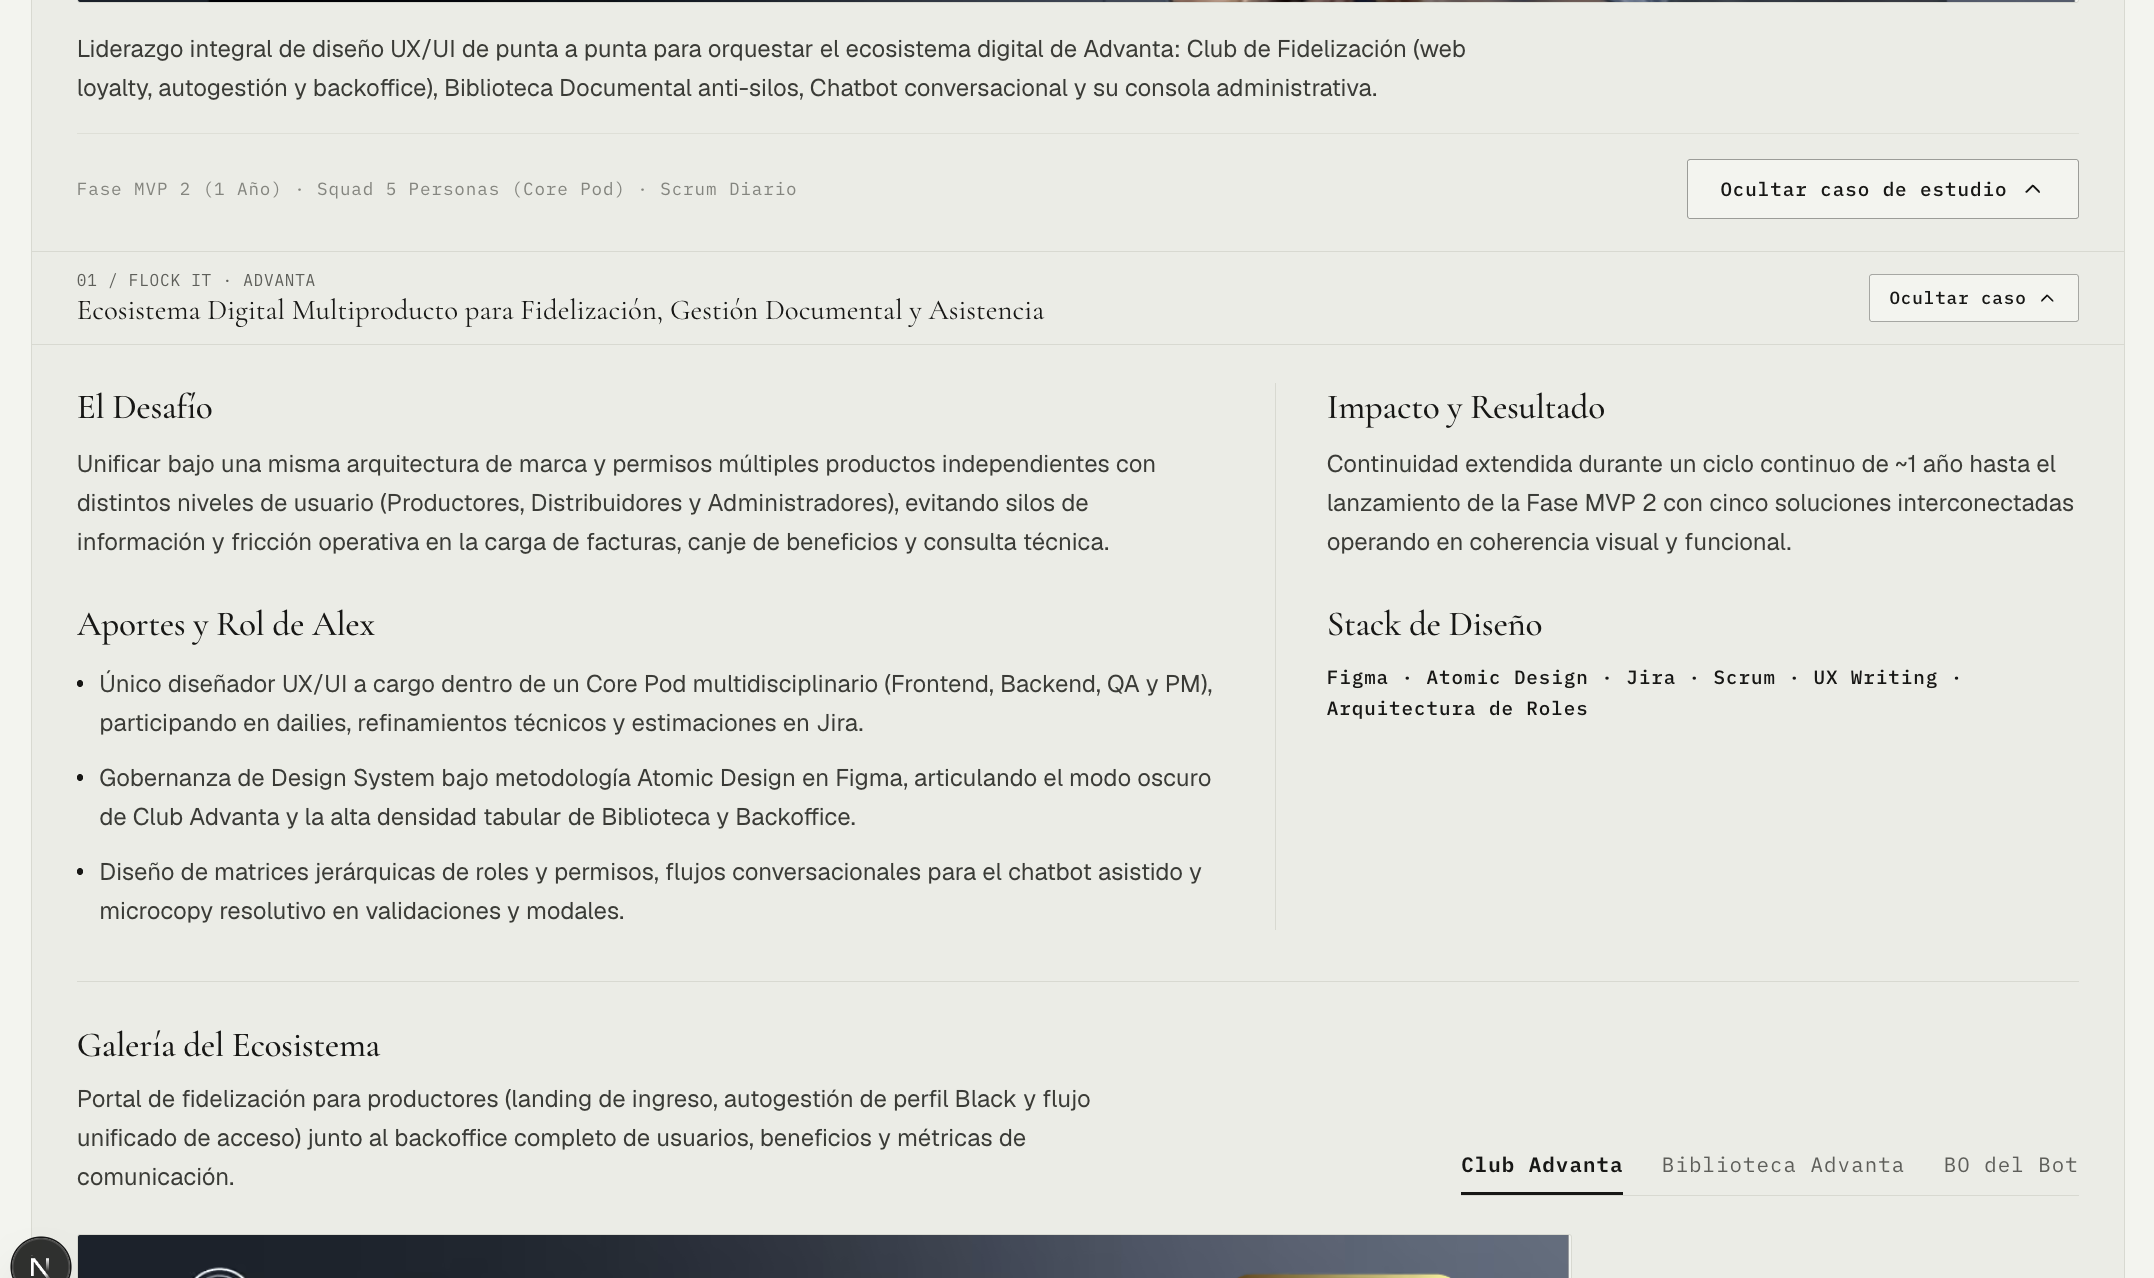 Liderazgo integral de diseño UX/UI de punta a punta para orquestar el ecosistema digital de Advanta: Club de Fidelización (web
loyalty, autogestión y backoffice), Biblioteca Documental anti-silos, Chatbot conversacional y su consola administrativa.
Fase MVP 2 (1 Año) · Squad 5 Personas (Core Pod) · Scrum Diario
Ocultar caso de estudio
01 / FLOCK IT · ADVANTA
Ecosistema Digital Multiproducto para Fidelización, Gestión Documental y Asistencia
Ocultar caso
El Desafío
Unificar bajo una misma arquitectura de marca y permisos múltiples productos independientes con
distintos niveles de usuario (Productores, Distribuidores y Administradores), evitando silos de
información y fricción operativa en la carga de facturas, canje de beneficios y consulta técnica.
Aportes y Rol de Alex
• Único diseñador UX/UI a cargo dentro de un Core Pod multidisciplinario (Frontend, Backend, QA y PM),
participando en dailies, refinamientos técnicos y estimaciones en Jira.
• Gobernanza de Design System bajo metodología Atomic Design en Figma, articulando el modo oscuro
de Club Advanta y la alta densidad tabular de Biblioteca y Backoffice.
• Diseño de matrices jerárquicas de roles y permisos, flujos conversacionales para el chatbot asistido y
microcopy resolutivo en validaciones y modales.
Impacto y Resultado
Continuidad extendida durante un ciclo continuo de ~1 año hasta el
lanzamiento de la Fase MVP 2 con cinco soluciones interconectadas
operando en coherencia visual y funcional.
Stack de Diseño
Figma · Atomic Design · Jira · Scrum · UX Writing ·
Arquitectura de Roles
Galería del Ecosistema
Portal de fidelización para productores (landing de ingreso, autogestión de perfil Black y flujo
unificado de acceso) junto al backoffice completo de usuarios, beneficios y métricas de
comunicación.
Club Advanta
Biblioteca Advanta
BO del Bot
N